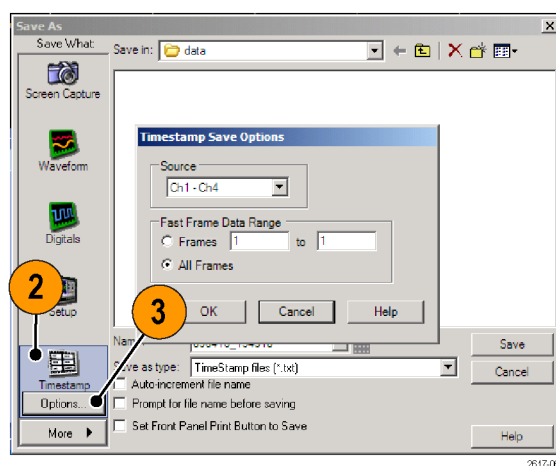 Save As
Save What:
Save in: data
Screen Capture
Waveform
Digitals
Setup
Timestamp
Options...
More
Timestamp Save Options
Source
Ch1 - Ch4
Fast Frame Data Range
Frames 1 to 1
All Frames
OK Cancel Help
2
3
Save
Save as type: TimeStamp files (*.txt)
Cancel
Auto-increment file name
Prompt for file name before saving
Set Front Panel Print Button to Save
Help